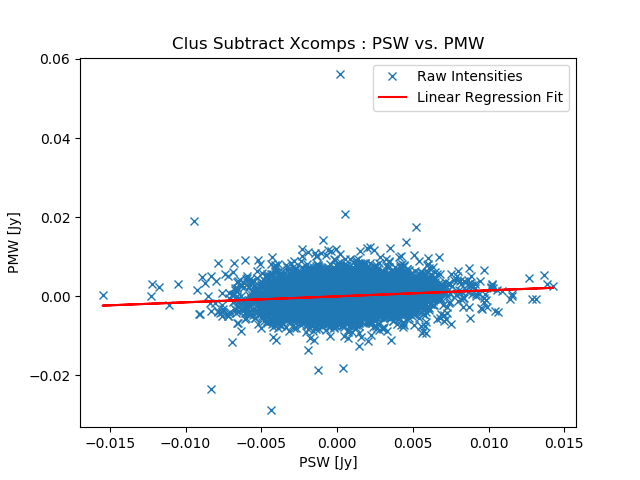 Clus Subtract Xcomps : PSW vs. PMW
Raw Intensities
Linear Regression Fit
PMW [Jy]
0.06
0.04
0.02
0.00
−0.02
−0.015
−0.010
−0.005
0.000
0.005
0.010
0.015
PSW [Jy]